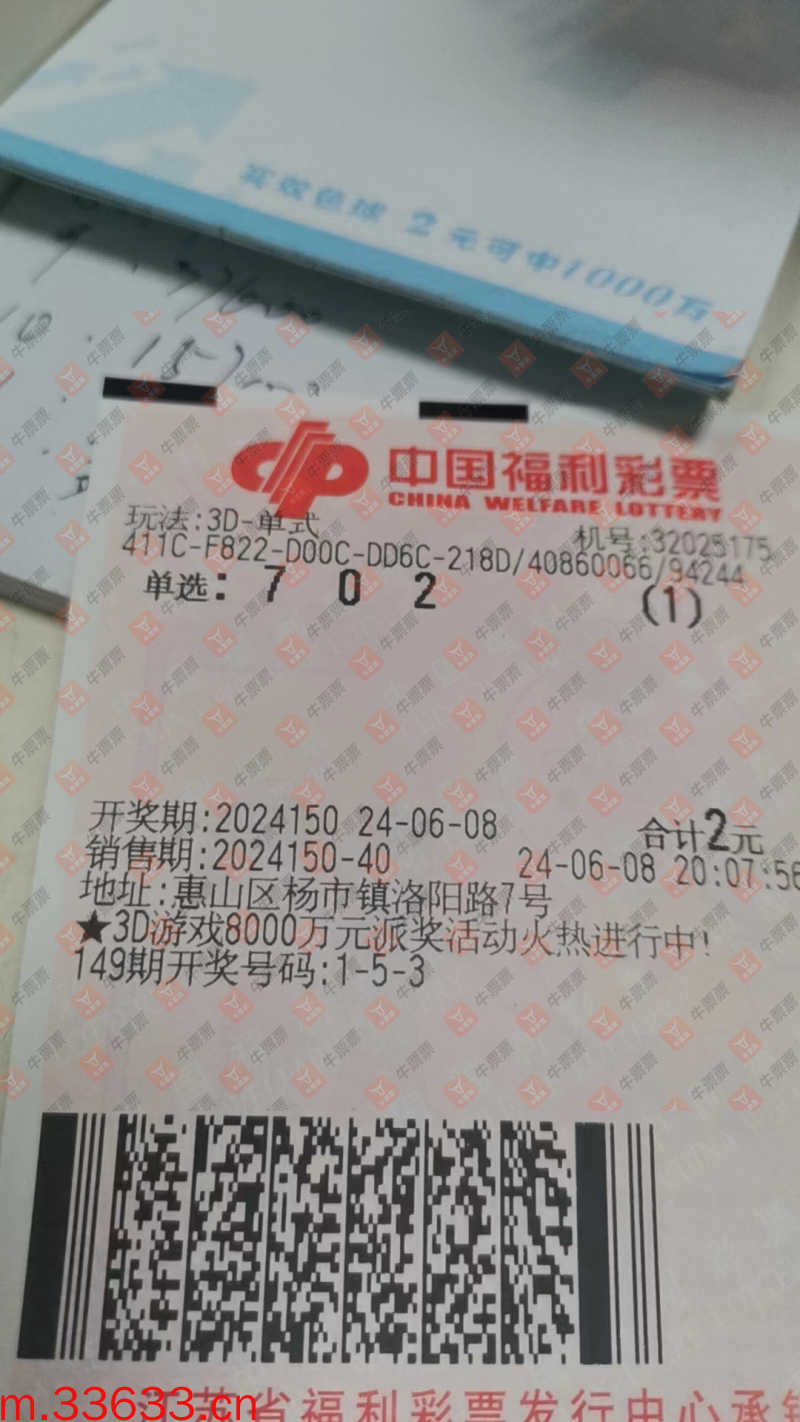 买双色球 2元可中1000万
中国福利彩票
CHINA WELFARE LOTTERY
玩法:3D-单式
机号:32025175
411C-F822-D00C-DD6C-218D/40860066/94244
单选: 7 0 2 (1)
开奖期:2024150 24-06-08 合计2元
销售期:2024150-40 24-06-08 20:07:56
地址:惠山区杨市镇洛阳路7号
★3D游戏8000万元派奖活动火热进行中!
149期开奖号码:1-5-3
江苏省福利彩票发行中心承销
m.33633.cn
牛票票